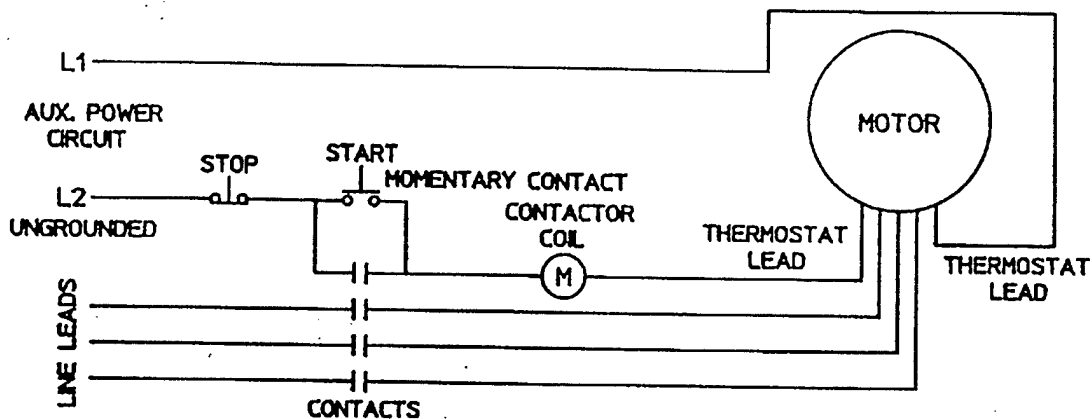 L1
MOTOR
AUX. POWER
CIRCUIT
STOP
START
MOMENTARY CONTACT
L2
UNGROUNDED
CONTACTOR
COIL
M
THERMOSTAT
LEAD
THERMOSTAT
LEAD
LINE LEADS
CONTACTS